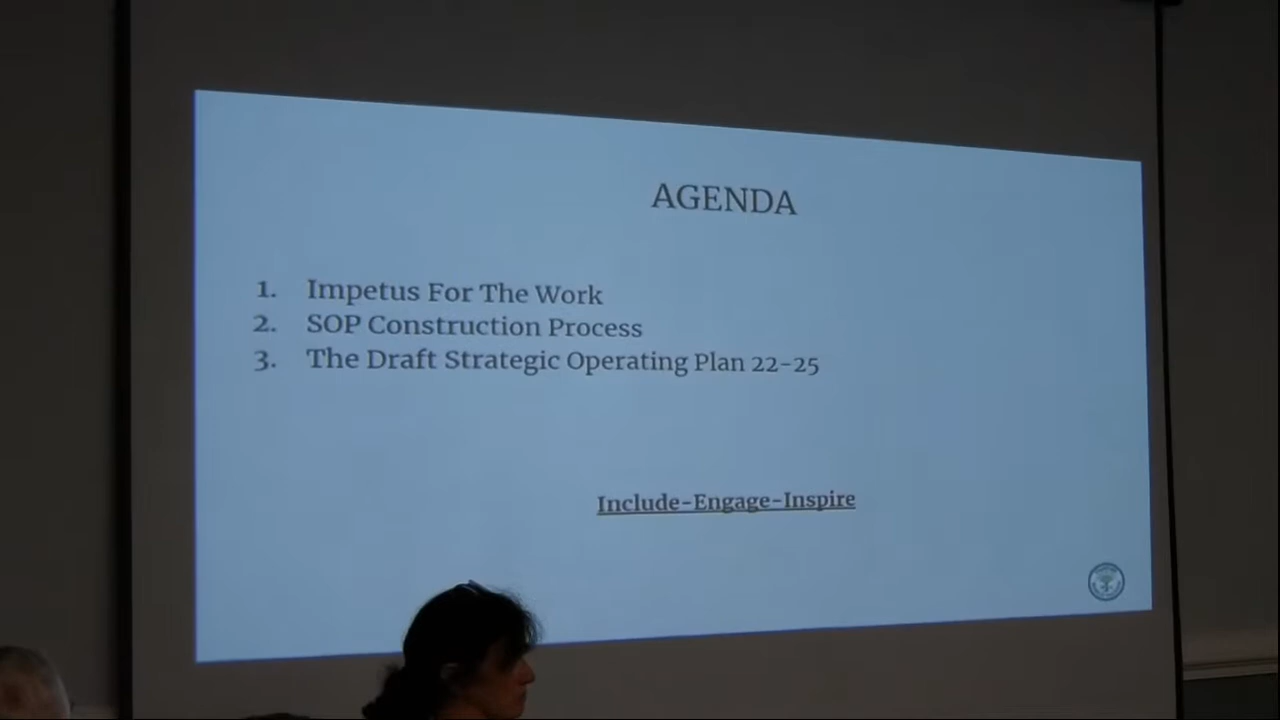 AGENDA
1. Impetus For The Work
2. SOP Construction Process
3. The Draft Strategic Operating Plan 22-25
Include-Engage-Inspire